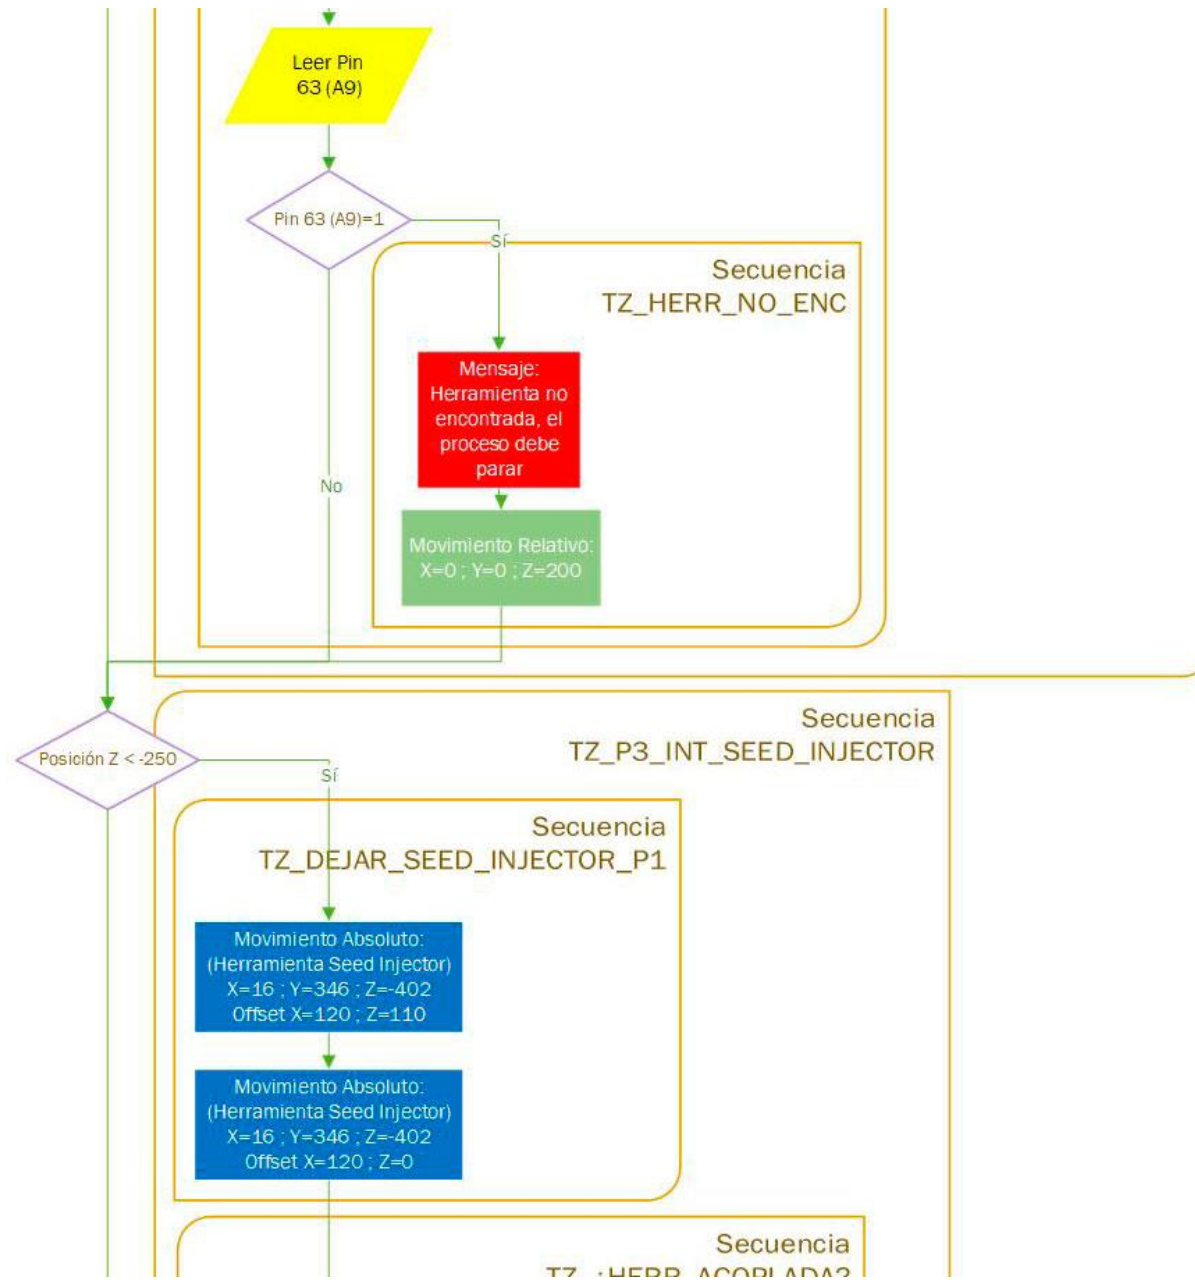 Leer Pin
63 (A9)
Pin 63 (A9)=1
Sí
Secuencia
TZ_HERR_NO_ENC
Mensaje:
Herramienta no
encontrada, el
proceso debe
parar
No
Movimiento Relativo:
X=0 ; Y=0 ; Z=200
Secuencia
TZ_P3_INT_SEED_INJECTOR
Posición Z < -250
Sí
Secuencia
TZ_DEJAR_SEED_INJECTOR_P1
Movimiento Absoluto:
(Herramienta Seed Injector)
X=16 ; Y=346 ; Z=-402
Offset X=120 ; Z=110
Movimiento Absoluto:
(Herramienta Seed Injector)
X=16 ; Y=346 ; Z=-402
Offset X=120 ; Z=0
Secuencia
TZ_¿HERR_ACOPLADA?